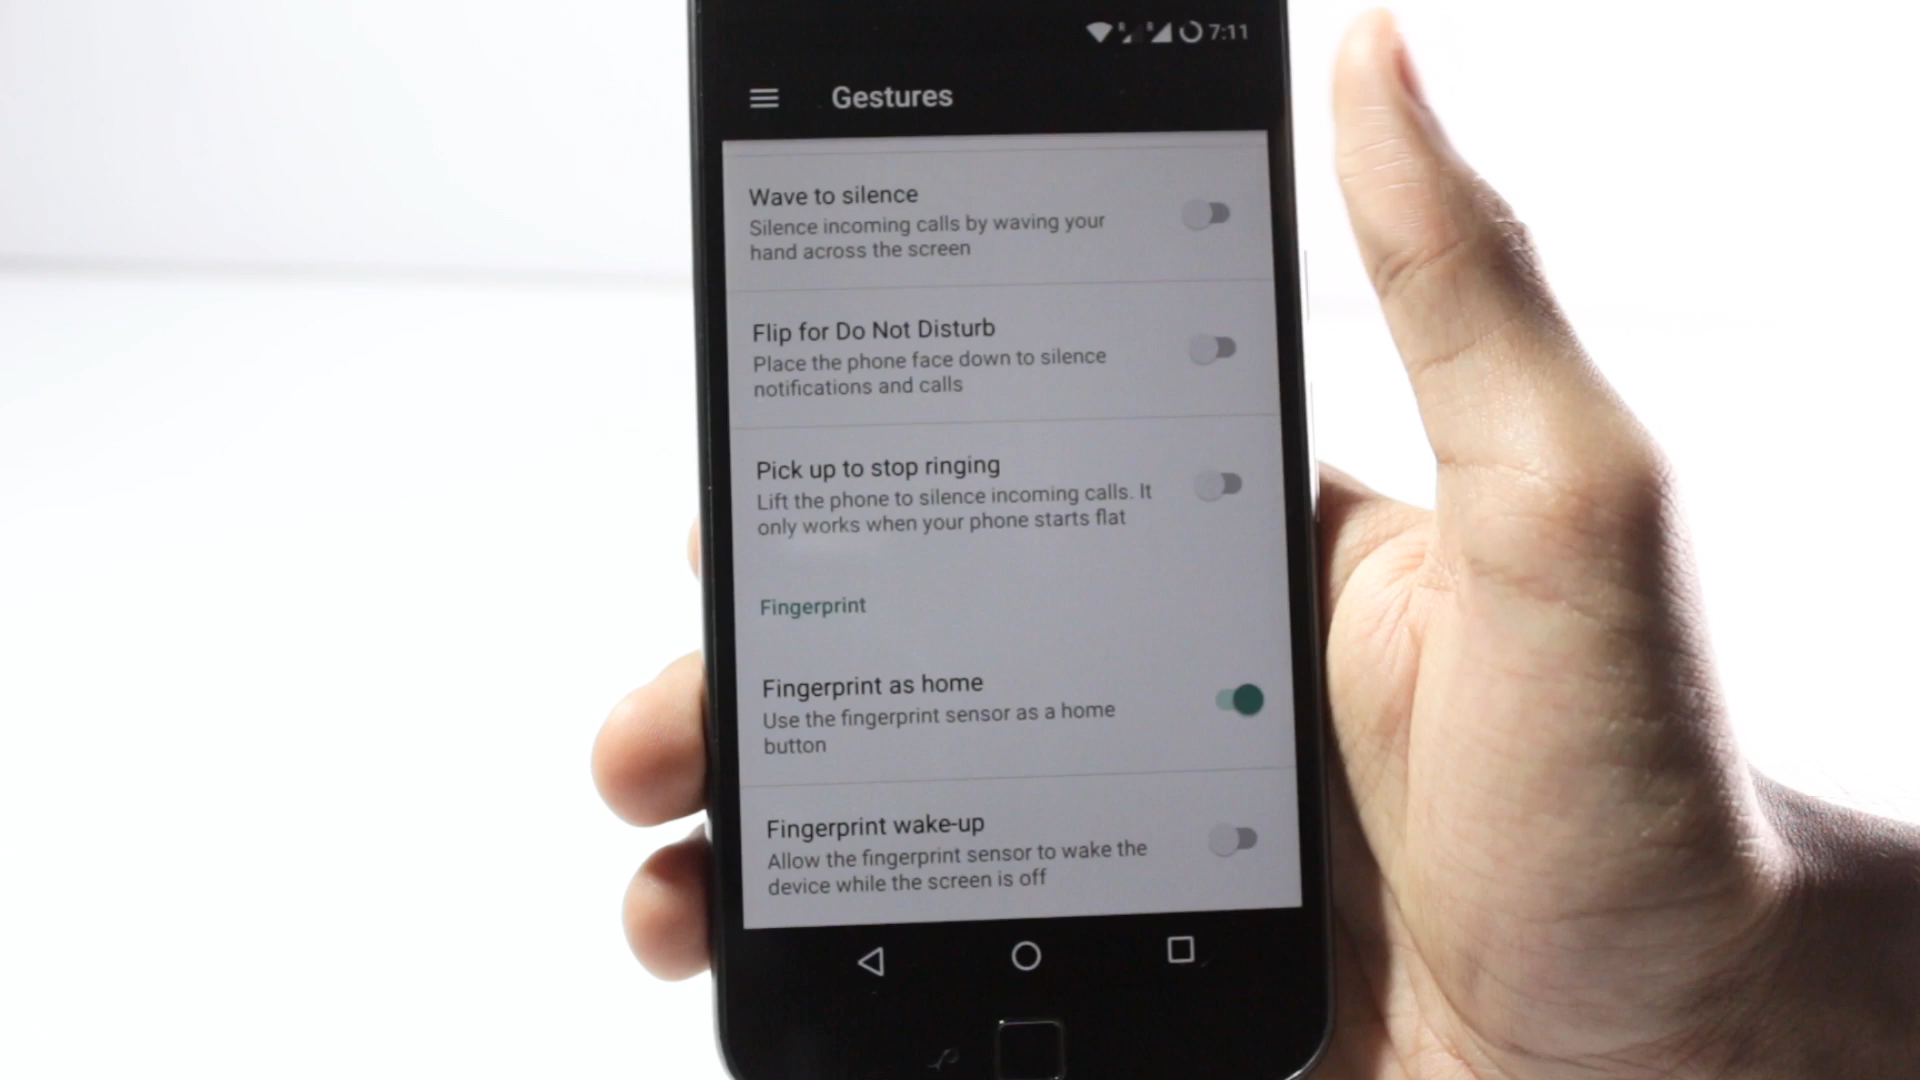 7:11
Gestures
Wave to silence
Silence incoming calls by waving your
hand across the screen
Flip for Do Not Disturb
Place the phone face down to silence
notifications and calls
Pick up to stop ringing
Lift the phone to silence incoming calls. It
only works when your phone starts flat
Fingerprint
Fingerprint as home
Use the fingerprint sensor as a home
button
Fingerprint wake-up
Allow the fingerprint sensor to wake the
device while the screen is off